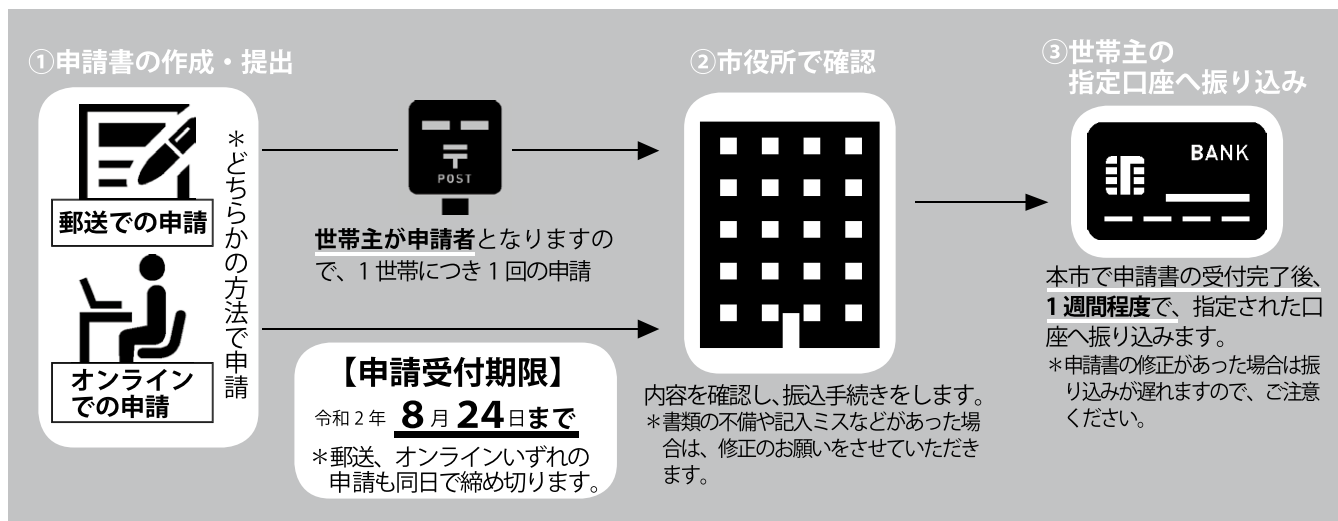 ①申請書の作成・提出
郵送での申請
オンライン
での申請
＊どちらかの方法で申請
〒
POST
世帯主が申請者となりますの
で、1世帯につき1回の申請
【申請受付期限】
令和2年 8月24日まで
＊郵送、オンラインいずれの
申請も同日で締め切ります。
②市役所で確認
内容を確認し、振込手続きをします。
＊書類の不備や記入ミスなどがあった場
合は、修正のお願いをさせていただき
ます。
③世帯主の
指定口座へ振り込み
BANK
本市で申請書の受付完了後、
1週間程度で、指定された口
座へ振り込みます。
＊申請書の修正があった場合は振
り込みが遅れますので、ご注意
ください。